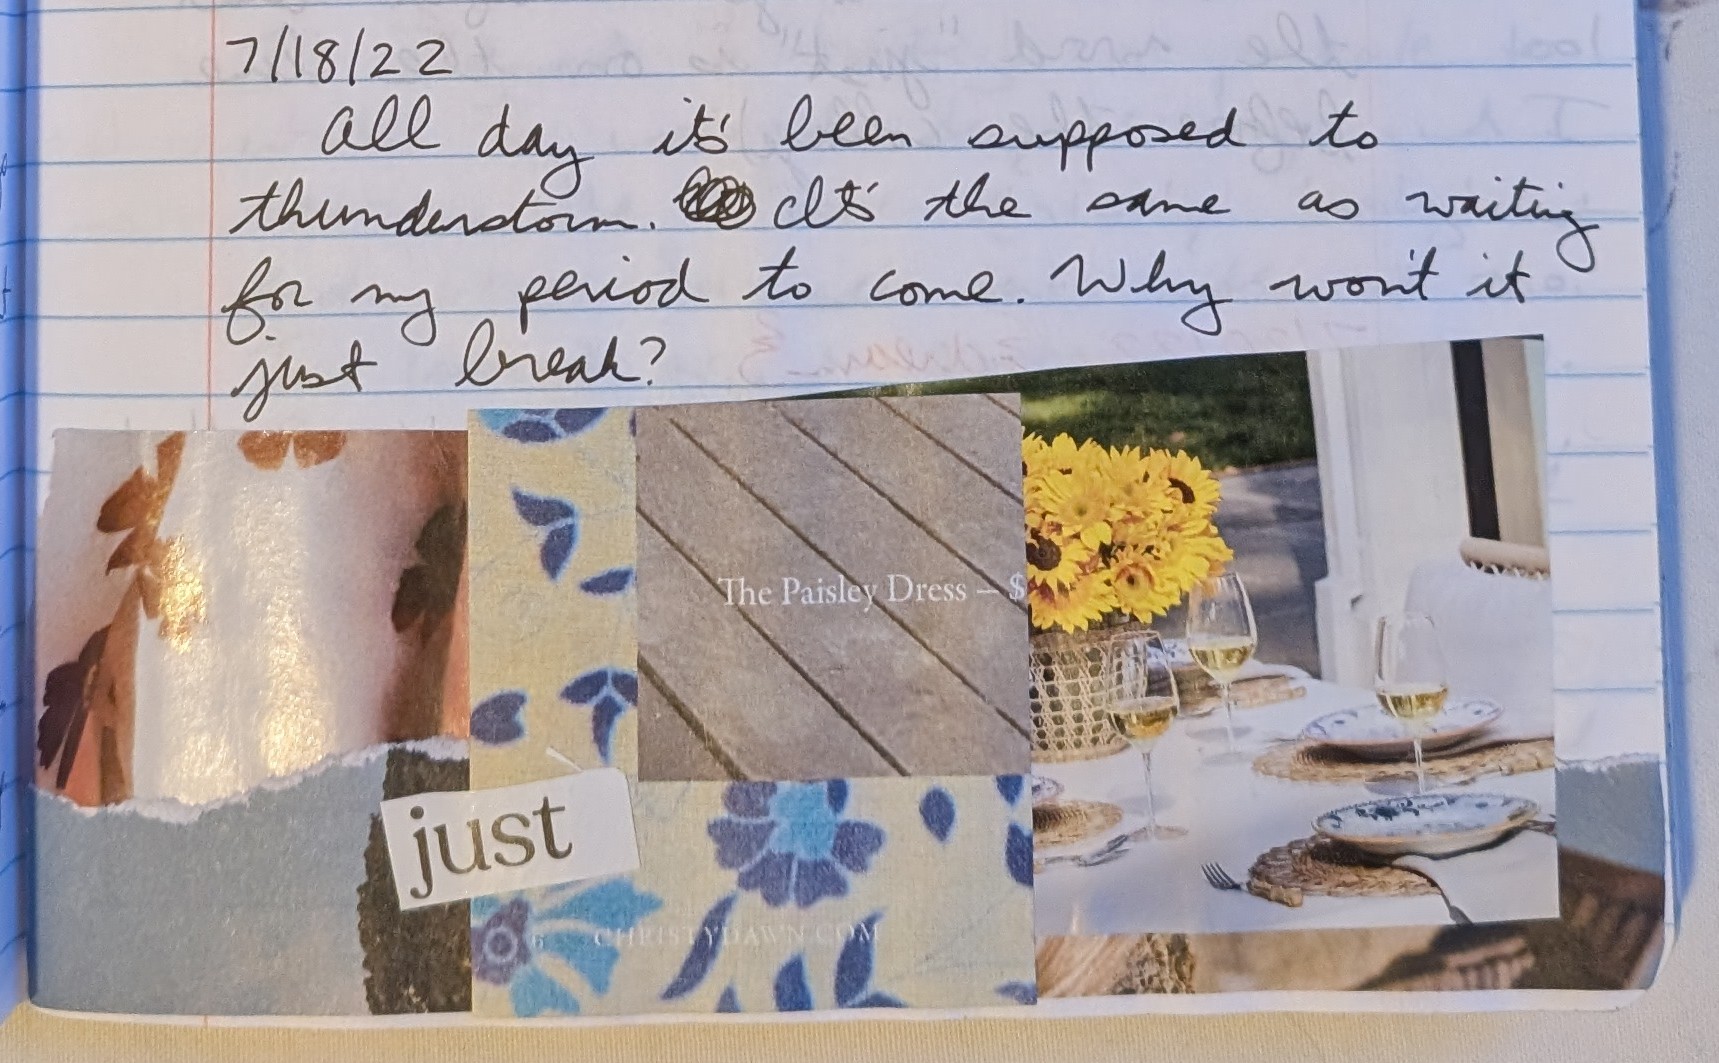 7/18/22
All day it's been supposed to
thunderstorm. It's the same as waiting
for my period to come. Why won't it
just break?
The Paisley Dress – $
just
6 CHRISTYDAWN.COM